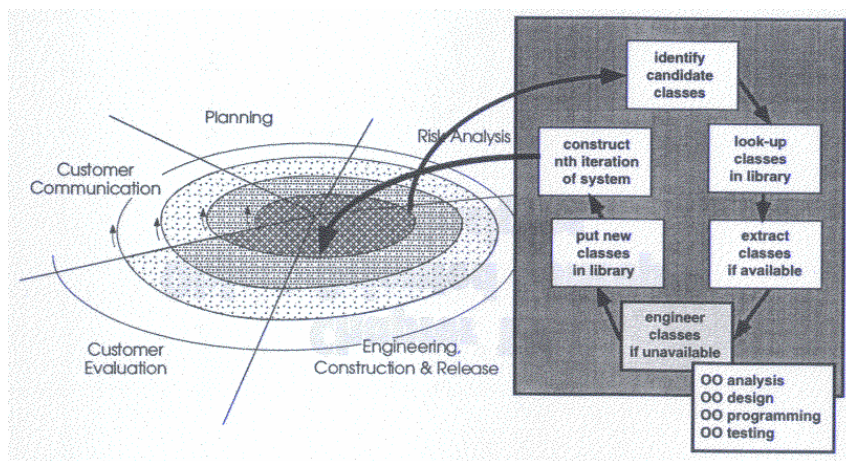 Planning
Risk Analysis
Customer
Communication
Customer
Evaluation
Engineering,
Construction & Release
identify
candidate
classes
look-up
classes
in library
extract
classes
if available
engineer
classes
if unavailable
put new
classes
in library
construct
nth iteration
of system
OO analysis
OO design
OO programming
OO testing